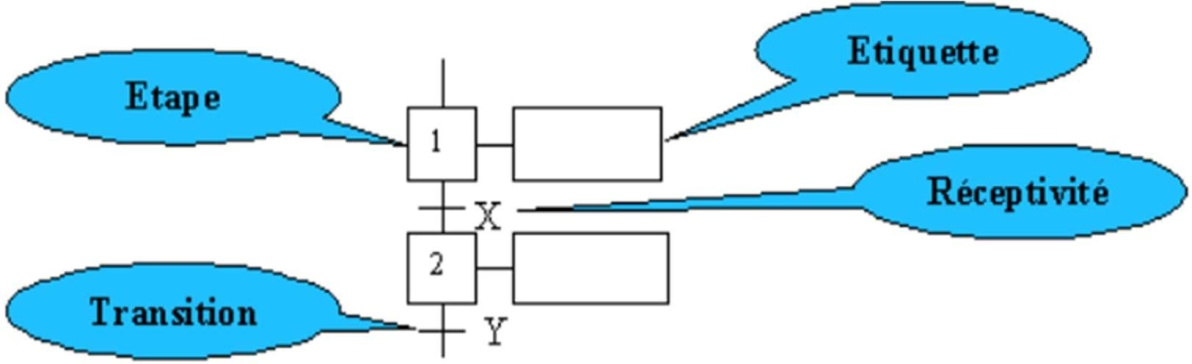 Etiquette
Etape
1
Réceptivité
X
2
Transition
Y